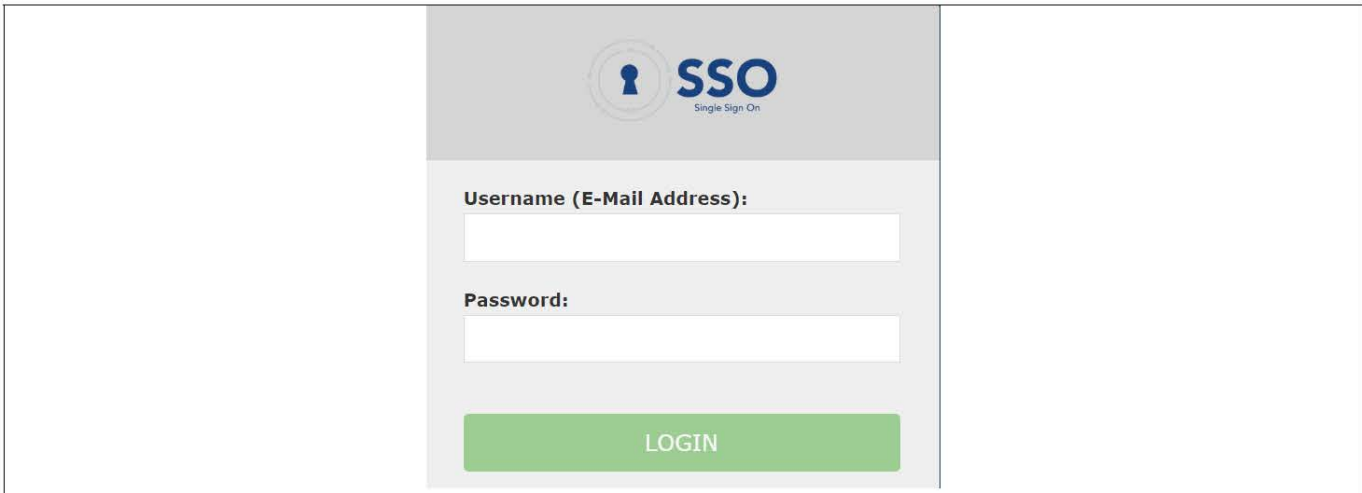 SSO
Single Sign On
Username (E-Mail Address):
Password:
LOGIN